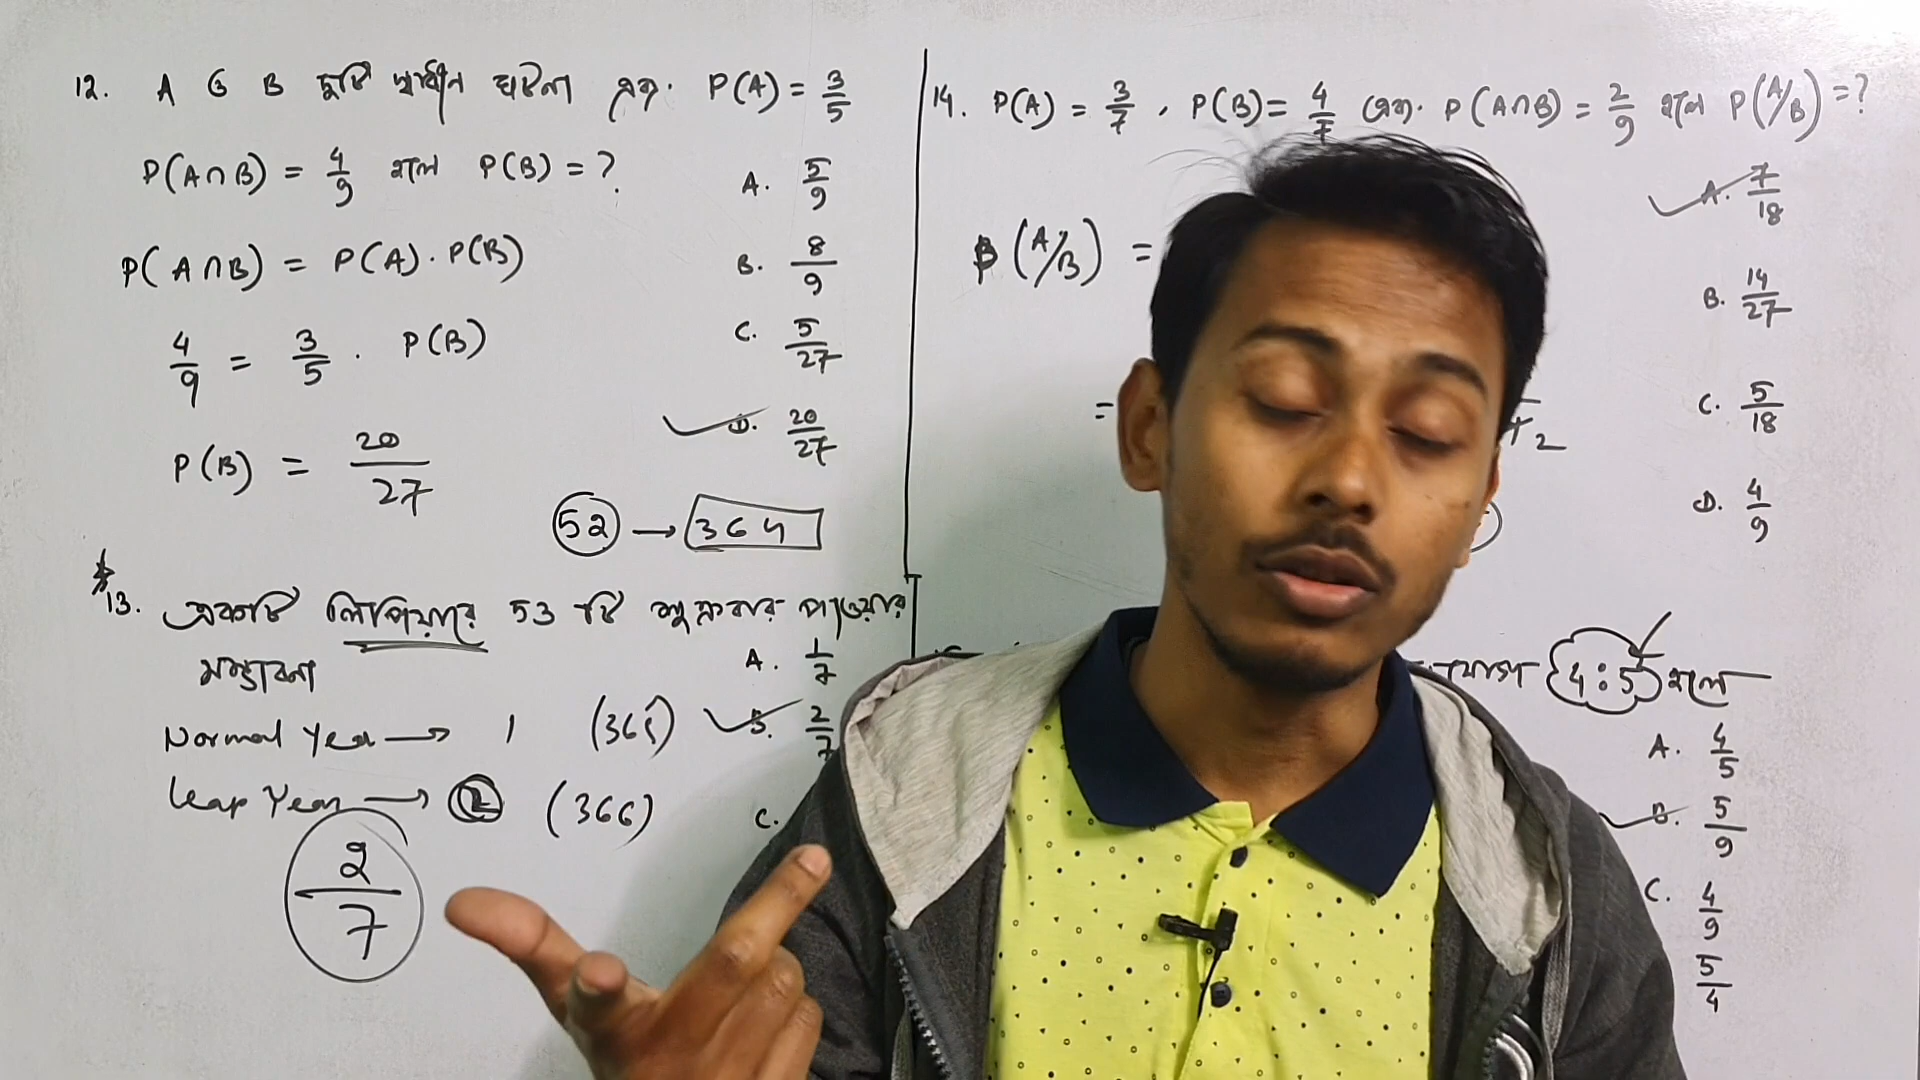 12. A ও B দুটি স্বাধীন ঘটনা এবং P(A) = 3/5
P(A∩B) = 4/9 হলে P(B) = ?
A. 5/9
P(A∩B) = P(A) . P(B)
B. 8/9
4/9 = 3/5 . P(B)
C. 5/27
P(B) = 20/27
D. 20/27
52 → 364
13. একটি লিপিয়ারে 53 টি শুক্রবার পাওয়ার
সম্ভাবনা
A. 1/7
Normal Year → 1 (365)
B. 2/7
Leap Year → 2 (366)
C.
2/7
14. P(A) = 3/7 , P(B) = 4/7 এবং P(A∩B) = 2/9 হলে P(A/B) = ?
A. 7/18
P(A/B) =
B. 14/27
=
C. 5/18
D. 4/9
4:5 হলে
A. 4/5
B. 5/9
C. 4/9
5/4